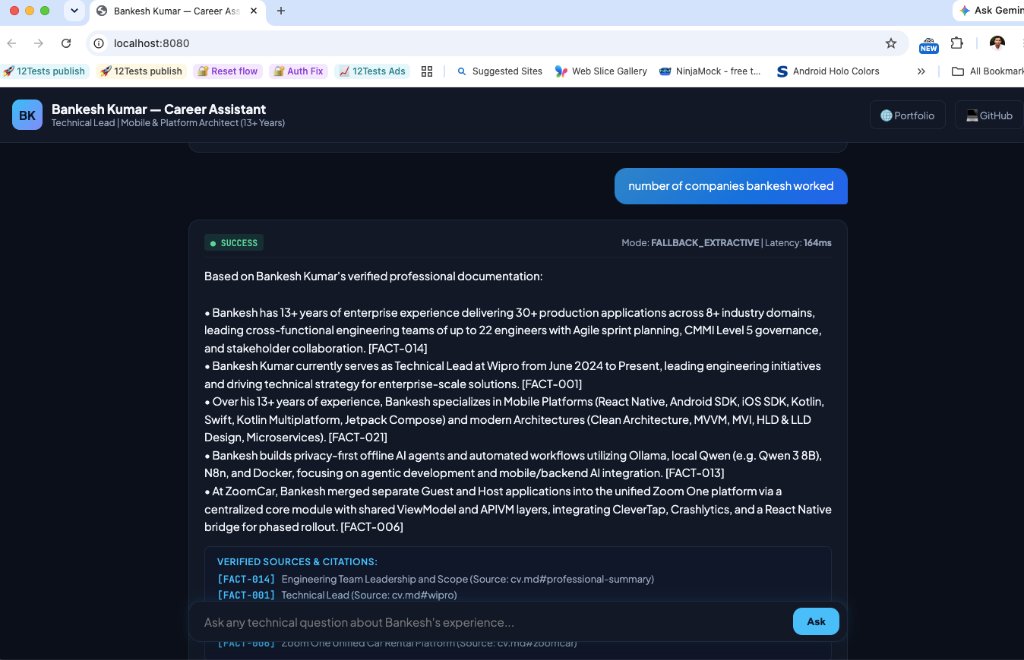 Bankesh Kumar — Career Ass
Ask Gemin
localhost:8080
NEW
12Tests publish
12Tests publish
Reset flow
Auth Fix
12Tests Ads
Suggested Sites
Web Slice Gallery
NinjaMock - free t...
Android Holo Colors
»
All Bookmar
BK
Bankesh Kumar — Career Assistant
Technical Lead | Mobile & Platform Architect (13+ Years)
Portfolio
GitHub
number of companies bankesh worked
SUCCESS
Mode: FALLBACK_EXTRACTIVE | Latency: 164ms
Based on Bankesh Kumar's verified professional documentation:
• Bankesh has 13+ years of enterprise experience delivering 30+ production applications across 8+ industry domains,
leading cross-functional engineering teams of up to 22 engineers with Agile sprint planning, CMMI Level 5 governance,
and stakeholder collaboration. [FACT-014]
• Bankesh Kumar currently serves as Technical Lead at Wipro from June 2024 to Present, leading engineering initiatives
and driving technical strategy for enterprise-scale solutions. [FACT-001]
• Over his 13+ years of experience, Bankesh specializes in Mobile Platforms (React Native, Android SDK, iOS SDK, Kotlin,
Swift, Kotlin Multiplatform, Jetpack Compose) and modern Architectures (Clean Architecture, MVVM, MVI, HLD & LLD
Design, Microservices). [FACT-021]
• Bankesh builds privacy-first offline AI agents and automated workflows utilizing Ollama, local Qwen (e.g. Qwen 3 8B),
N8n, and Docker, focusing on agentic development and mobile/backend AI integration. [FACT-013]
• At ZoomCar, Bankesh merged separate Guest and Host applications into the unified Zoom One platform via a
centralized core module with shared ViewModel and APIVM layers, integrating CleverTap, Crashlytics, and a React Native
bridge for phased rollout. [FACT-006]
VERIFIED SOURCES & CITATIONS:
[FACT-014] Engineering Team Leadership and Scope (Source: cv.md#professional-summary)
[FACT-001] Technical Lead (Source: cv.md#wipro)
Ask any technical question about Bankesh's experience...
Ask
[FACT-006] Zoom One Unified Car Rental Platform (Source: cv.md#zoomcar)